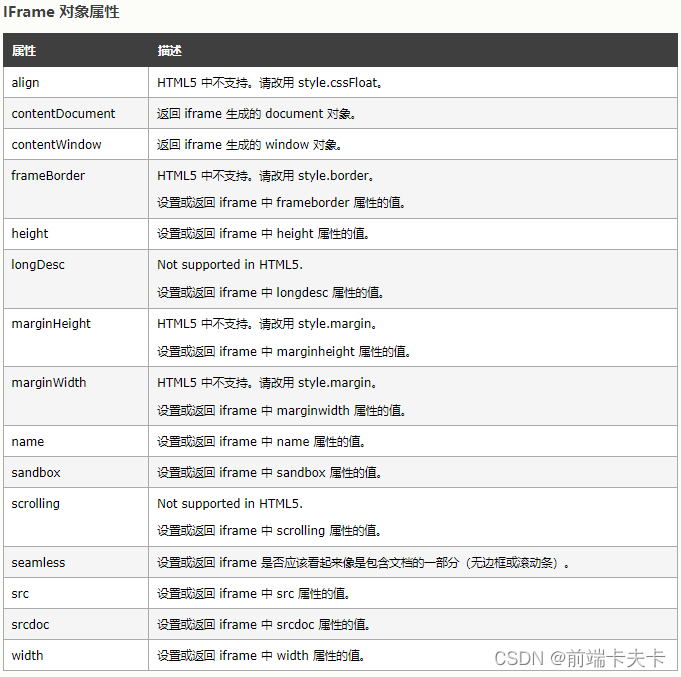 IFrame 对象属性
属性 描述
align HTML5 中不支持。请改用 style.cssFloat。
contentDocument 返回 iframe 生成的 document 对象。
contentWindow 返回 iframe 生成的 window 对象。
frameBorder HTML5 中不支持。请改用 style.border。
设置或返回 iframe 中 frameborder 属性的值。
height 设置或返回 iframe 中 height 属性的值。
longDesc Not supported in HTML5.
设置或返回 iframe 中 longdesc 属性的值。
marginHeight HTML5 中不支持。请改用 style.margin。
设置或返回 iframe 中 marginheight 属性的值。
marginWidth HTML5 中不支持。请改用 style.margin。
设置或返回 iframe 中 marginwidth 属性的值。
name 设置或返回 iframe 中 name 属性的值。
sandbox 设置或返回 iframe 中 sandbox 属性的值。
scrolling Not supported in HTML5.
设置或返回 iframe 中 scrolling 属性的值。
seamless 设置或返回 iframe 是否应该看起来像是包含文档的一部分（无边框或滚动条）。
src 设置或返回 iframe 中 src 属性的值。
srcdoc 设置或返回 iframe 中 srcdoc 属性的值。
width 设置或返回 iframe 中 width 属性的值。
CSDN @前端卡夫卡